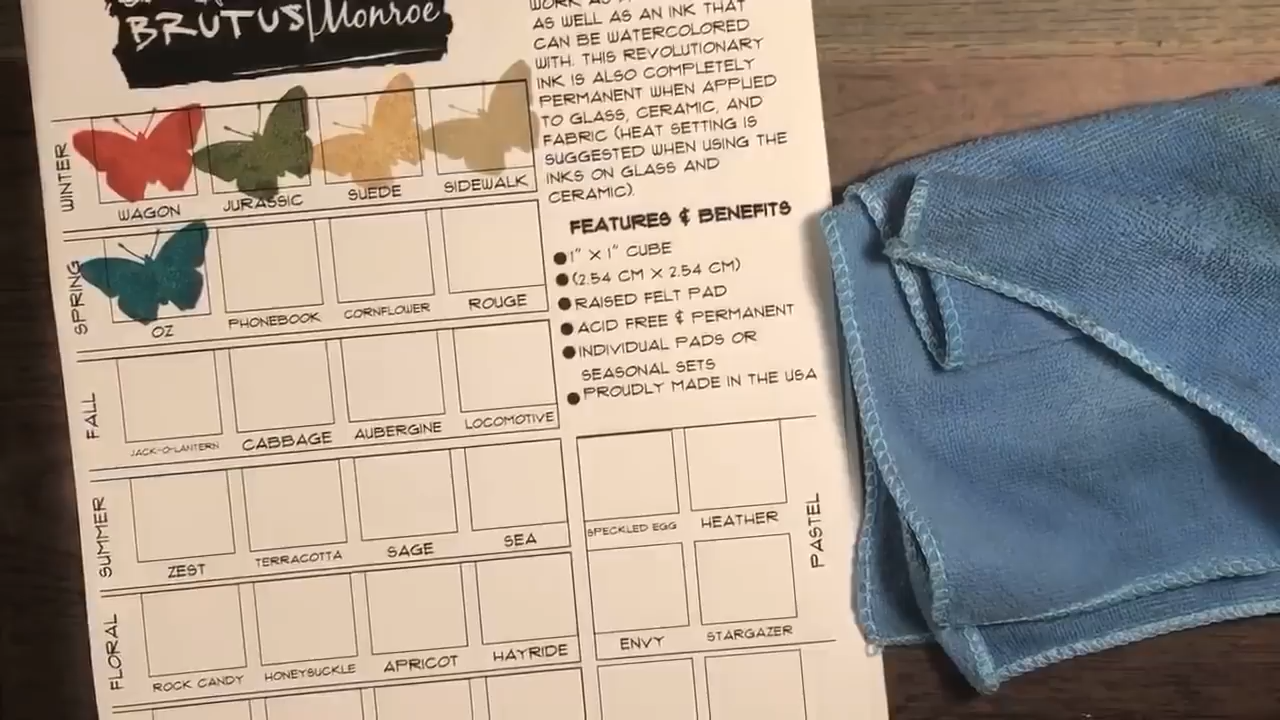 BRUTUS|Monroe
AS WELL AS AN INK THAT
CAN BE WATERCOLORED
WITH. THIS REVOLUTIONARY
INK IS ALSO COMPLETELY
PERMANENT WHEN APPLIED
TO GLASS, CERAMIC, AND
FABRIC (HEAT SETTING IS
SUGGESTED WHEN USING THE
INKS ON GLASS AND
CERAMIC).
FEATURES & BENEFITS
● 1" X 1" CUBE
● (2.54 CM X 2.54 CM)
● RAISED FELT PAD
● ACID FREE & PERMANENT
● INDIVIDUAL PADS OR
SEASONAL SETS
● PROUDLY MADE IN THE USA
WINTER
WAGON JURASSIC SUEDE SIDEWALK
SPRING
OZ PHONEBOOK CORNFLOWER ROUGE
FALL
JACK-O-LANTERN CABBAGE AUBERGINE LOCOMOTIVE
SUMMER
ZEST TERRACOTTA SAGE SEA
FLORAL
ROCK CANDY HONEYSUCKLE APRICOT HAYRIDE
PASTEL
SPECKLED EGG HEATHER
ENVY STARGAZER